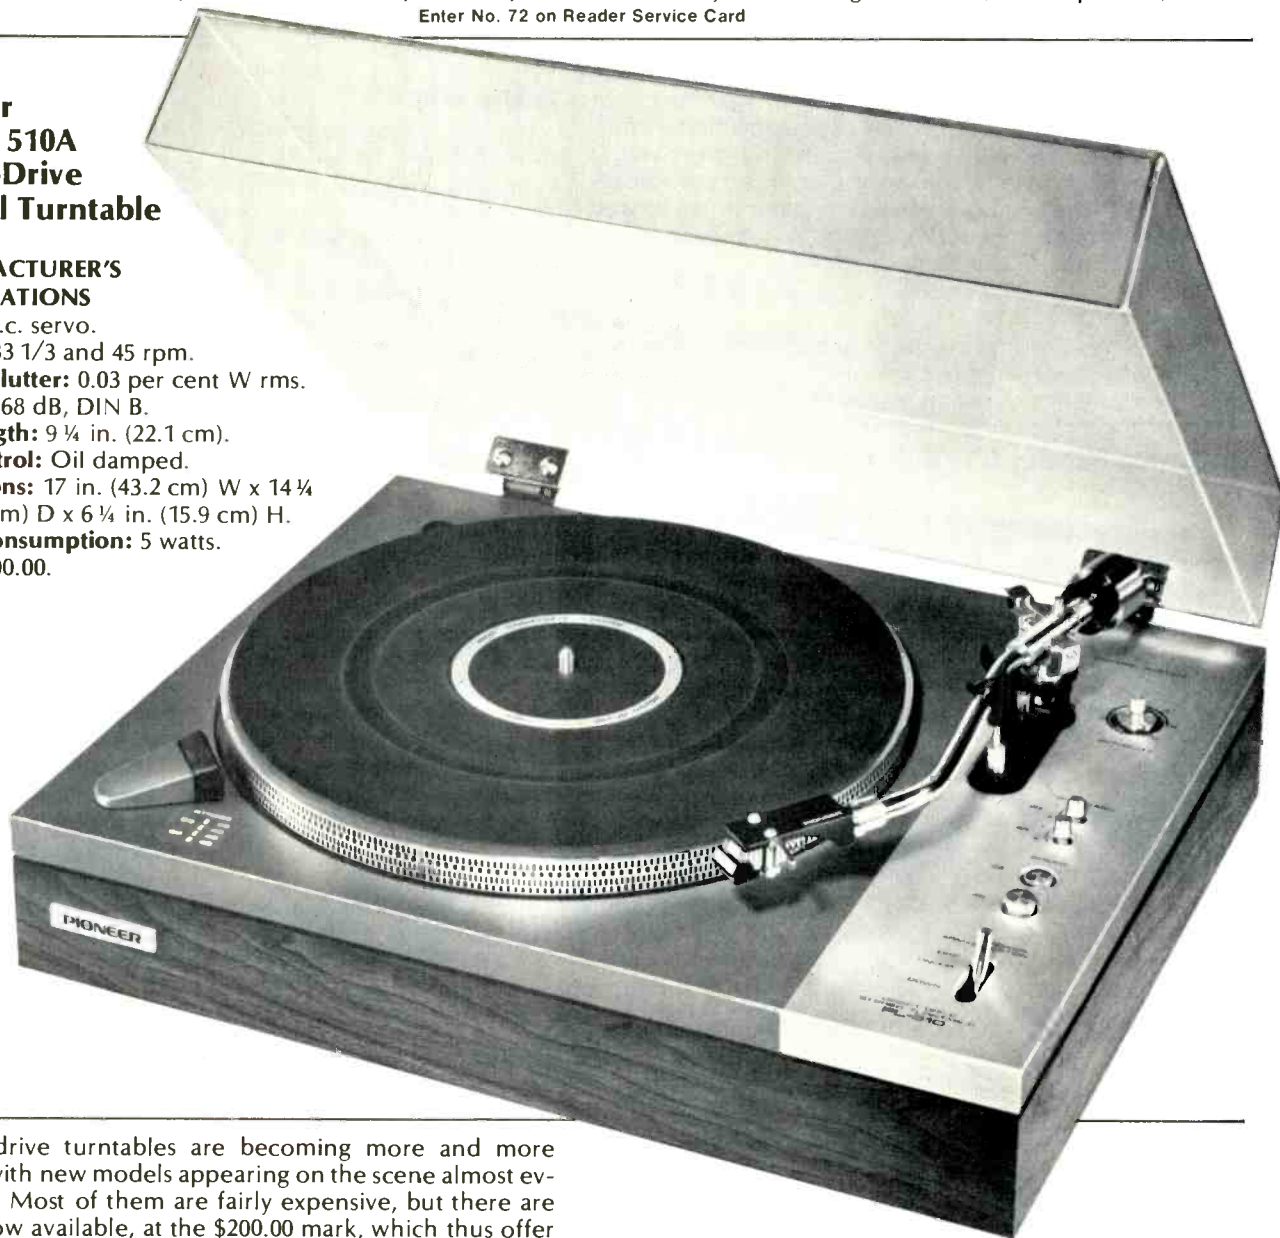 Enter No. 72 on Reader Service Card
r
510A
-Drive
l Turntable
ACTURER'S
ATIONS
.c. servo.
33 1/3 and 45 rpm.
lutter: 0.03 per cent W rms.
68 dB, DIN B.
gth: 9 ¼ in. (22.1 cm).
trol: Oil damped.
ns: 17 in. (43.2 cm) W x 14 ¼
m) D x 6 ¼ in. (15.9 cm) H.
onsumption: 5 watts.
00.00.
PIONEER
PIONEER
drive turntables are becoming more and more
vith new models appearing on the scene almost ev-
Most of them are fairly expensive, but there are
ow available, at the $200.00 mark, which thus offer